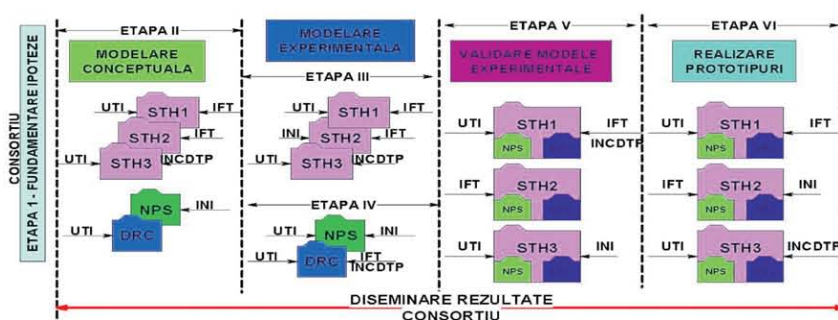 CONSORTIU
ETAPA 1 - FUNDAMENTARE IPOTEZE
ETAPA II
MODELARE
CONCEPTUALA
UTI STH1 IFT
STH2 IFT
UTI STH3 INCDTP
NPS INI
UTI DRC
MODELARE
EXPERIMENTALA
ETAPA III
UTI STH1 IFT
INI STH2 IFT
UTI STH3 INCDTP
ETAPA IV
UTI NPS INI
UTI DRC IFT
INCDTP
ETAPA V
VALIDARE MODELE
EXPERIMENTALE
UTI STH1 IFT
NPS INCDTP
IFT STH2
NPS
UTI STH3 INI
NPS
ETAPA VI
REALIZARE
PROTOTIPURI
UTI STH1 IFT
NPS
IFT STH2 INI
NPS
UTI STH3 INCDTP
NPS
DISEMINARE REZULTATE
CONSORTIU